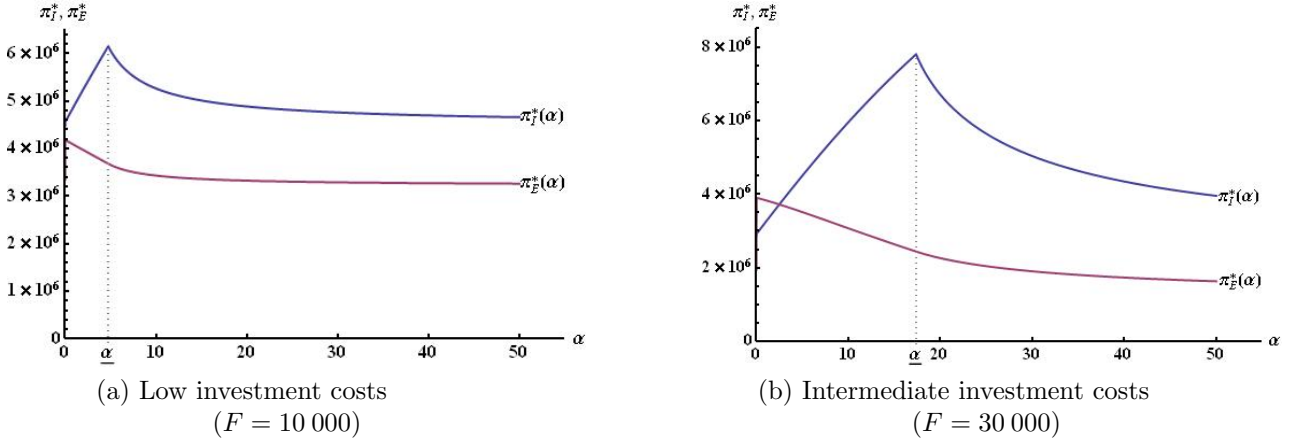 π*_I, π*_E
6 × 10^6
5 × 10^6
4 × 10^6
3 × 10^6
2 × 10^6
1 × 10^6
0
π*_I(α)
π*_E(α)
0 α 10 20 30 40 50 α
(a) Low investment costs
(F = 10 000)
π*_I, π*_E
8 × 10^6
6 × 10^6
4 × 10^6
2 × 10^6
0
π*_I(α)
π*_E(α)
0 10 α 20 30 40 50 α
(b) Intermediate investment costs
(F = 30 000)